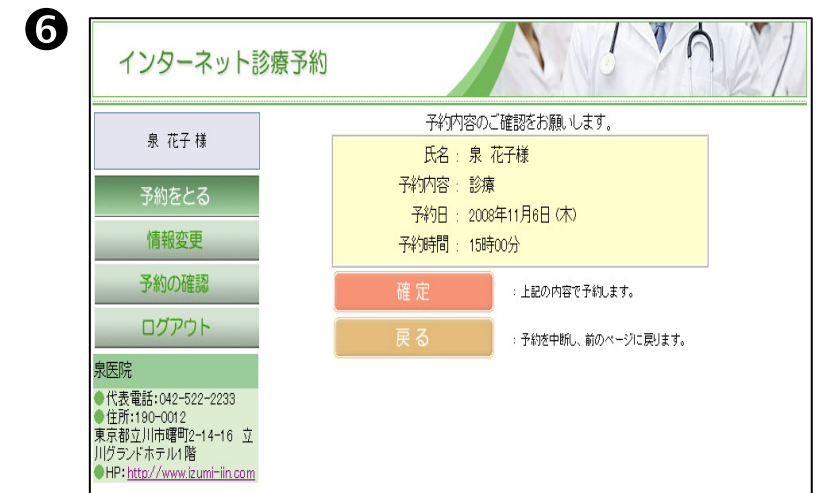 ❻
インターネット診療予約
泉 花子 様
予約をとる
情報変更
予約の確認
ログアウト
泉医院
●代表電話:042-522-2233
●住所:190-0012
東京都立川市曙町2-14-16 立
川グランドホテル1階
●HP:http://www.izumi-iin.com
予約内容のご確認をお願いします。
氏名 : 泉 花子様
予約内容 : 診療
予約日 : 2008年11月6日 (木)
予約時間 : 15時00分
確定 : 上記の内容で予約します。
戻る : 予約を中断し、前のページに戻ります。